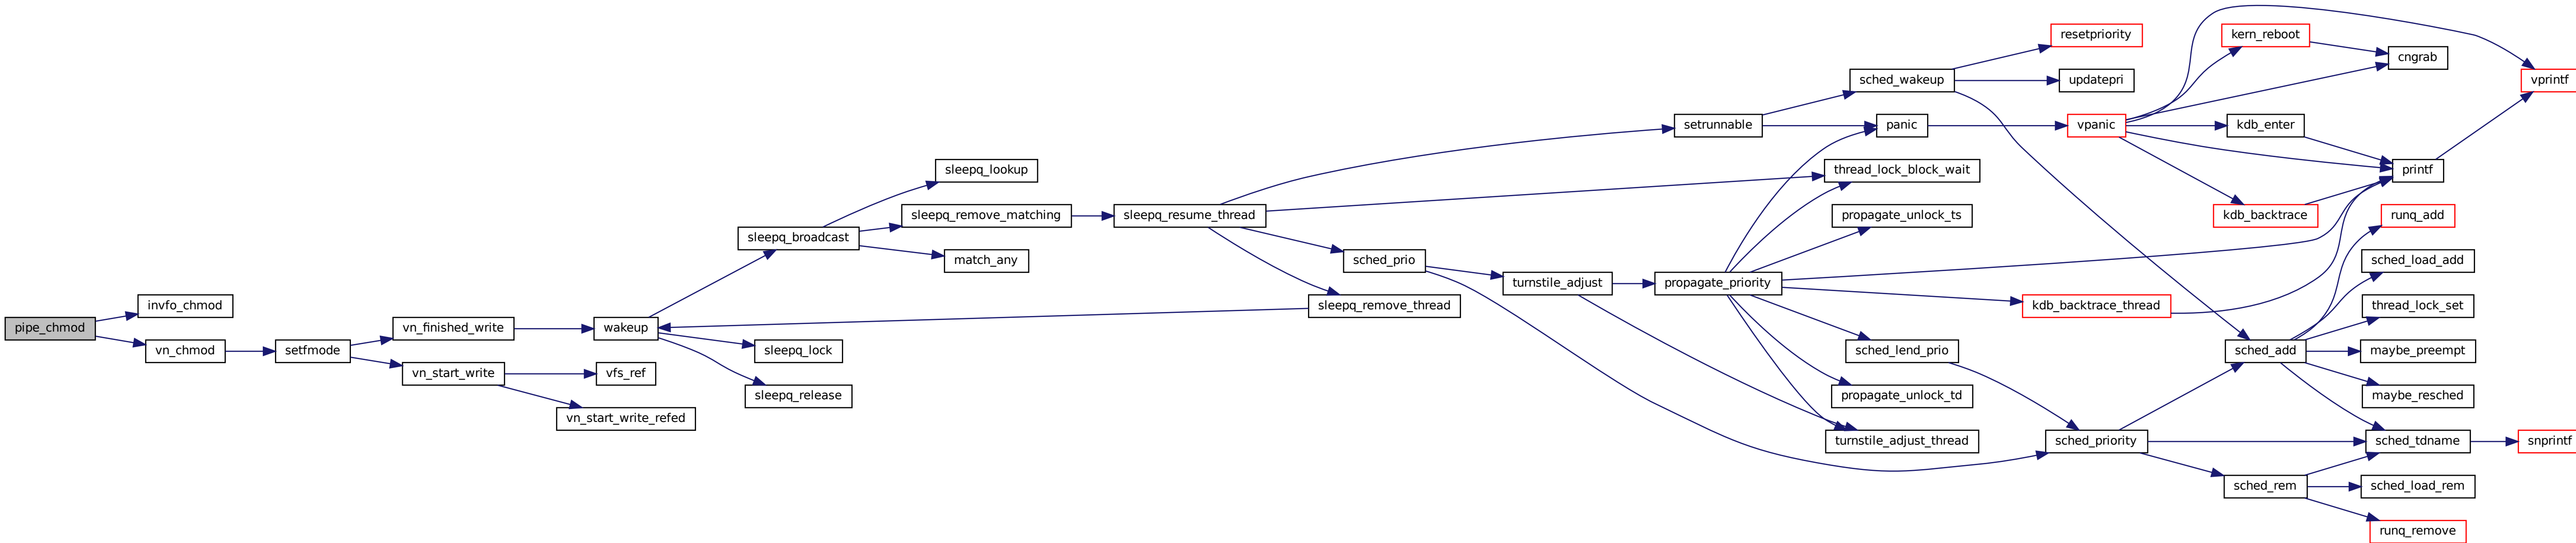 pipe_chmod
invfo_chmod
vn_chmod
setfmode
vn_finished_write
vn_start_write
vfs_ref
vn_start_write_refed
wakeup
sleepq_lock
sleepq_release
sleepq_broadcast
sleepq_lookup
sleepq_remove_matching
match_any
sleepq_resume_thread
sched_prio
sleepq_remove_thread
turnstile_adjust
setrunnable
propagate_priority
sched_wakeup
panic
thread_lock_block_wait
propagate_unlock_ts
sched_lend_prio
propagate_unlock_td
turnstile_adjust_thread
resetpriority
updatepri
vpanic
kdb_backtrace_thread
sched_priority
kern_reboot
kdb_enter
kdb_backtrace
sched_add
sched_rem
cngrab
printf
runq_add
sched_load_add
thread_lock_set
maybe_preempt
maybe_resched
sched_tdname
sched_load_rem
runq_remove
vprintf
snprintf